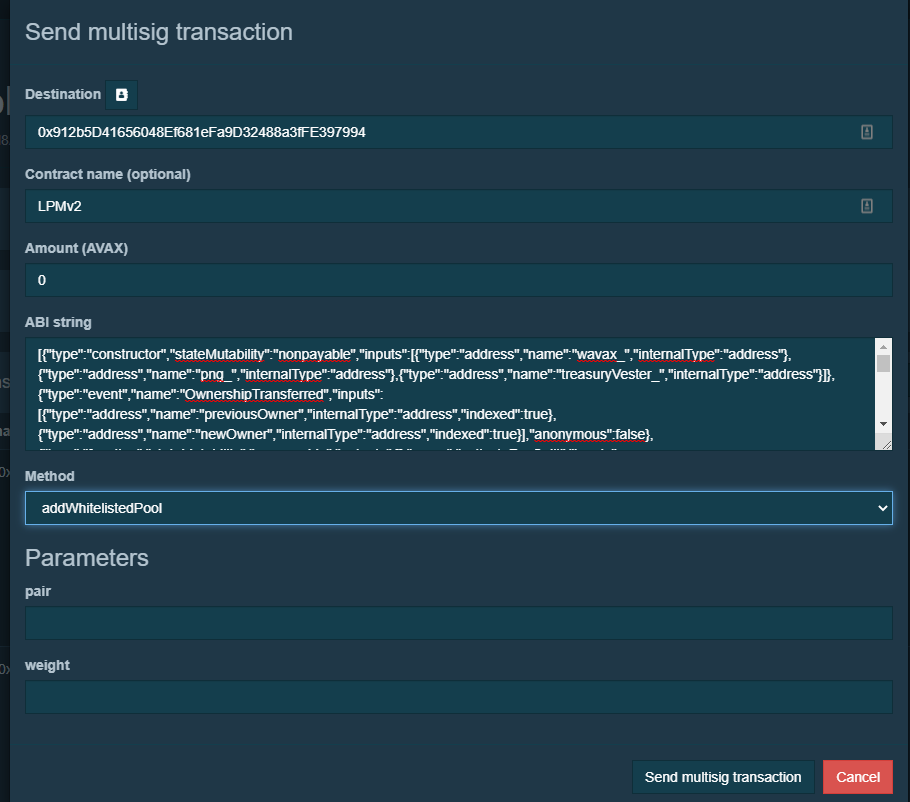 Send multisig transaction
Destination
0x912b5D41656048Ef681eFa9D32488a3fFE397994
Contract name (optional)
LPMv2
Amount (AVAX)
0
ABI string
[{"type":"constructor","stateMutability":"nonpayable","inputs":[{"type":"address","name":"wavax_","internalType":"address"},
{"type":"address","name":"png_","internalType":"address"},{"type":"address","name":"treasuryVester_","internalType":"address"}]},
{"type":"event","name":"OwnershipTransferred","inputs":
[{"type":"address","name":"previousOwner","internalType":"address","indexed":true},
{"type":"address","name":"newOwner","internalType":"address","indexed":true}],"anonymous":false},
Method
addWhitelistedPool
Parameters
pair
weight
Send multisig transaction
Cancel